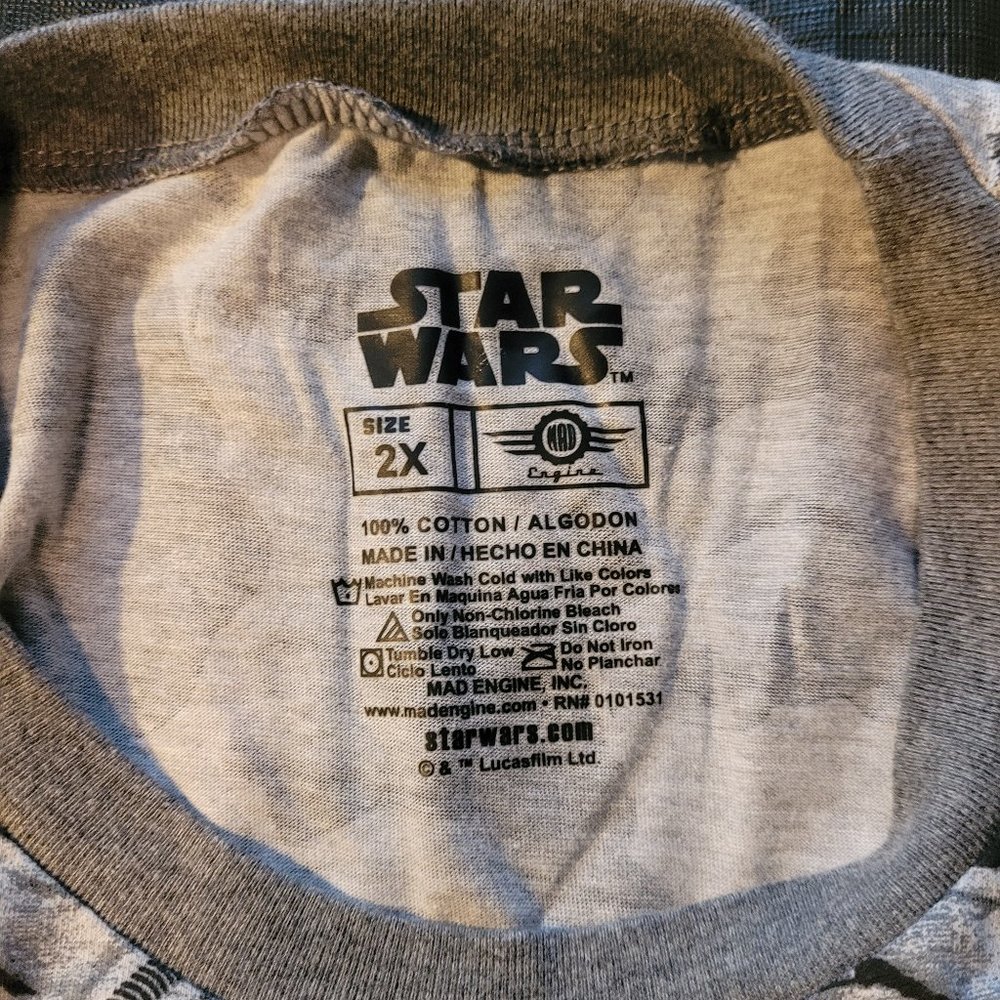 STAR
WARS™
SIZE
2X
MAD
Engine
100% COTTON / ALGODON
MADE IN / HECHO EN CHINA
Machine Wash Cold with Like Colors
Lavar En Maquina Agua Fria Por Colores
Only Non-Chlorine Bleach
Solo Blanqueador Sin Cloro
Tumble Dry Low
Ciclo Lento
Do Not Iron
No Planchar
MAD ENGINE, INC.
www.madengine.com • RN# 0101531
starwars.com
© & ™ Lucasfilm Ltd.